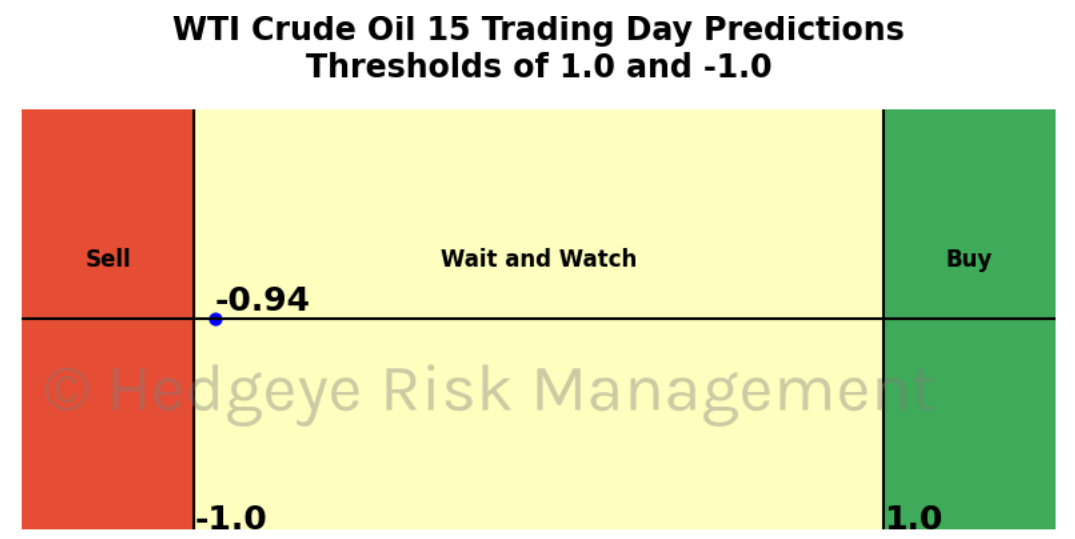 WTI Crude Oil 15 Trading Day Predictions
Thresholds of 1.0 and -1.0
Sell
Wait and Watch
Buy
-0.94
© Hedgeye Risk Management
-1.0
1.0